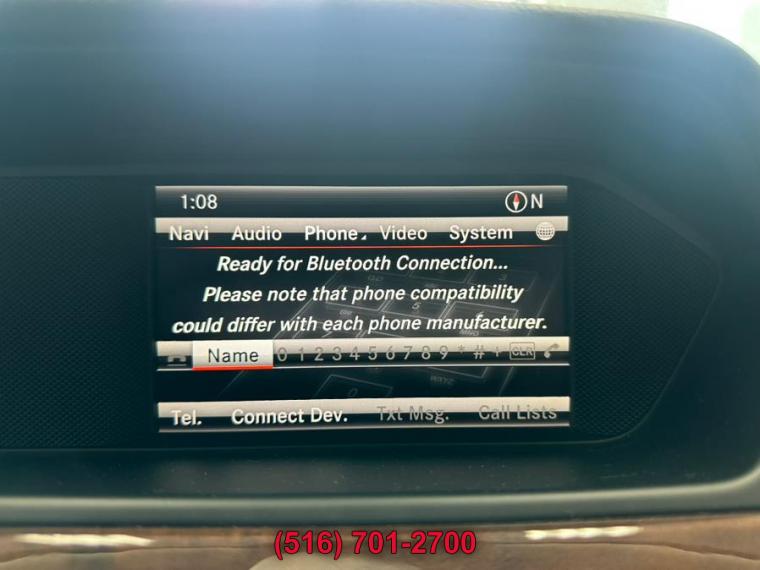 1:08 N
Navi Audio Phone Video System
Ready for Bluetooth Connection...
Please note that phone compatibility
could differ with each phone manufacturer.
Name 0 1 2 3 4 5 6 7 8 9 * # + CLR
Tel. Connect Dev. Txt Msg. Call Lists
(516) 701-2700